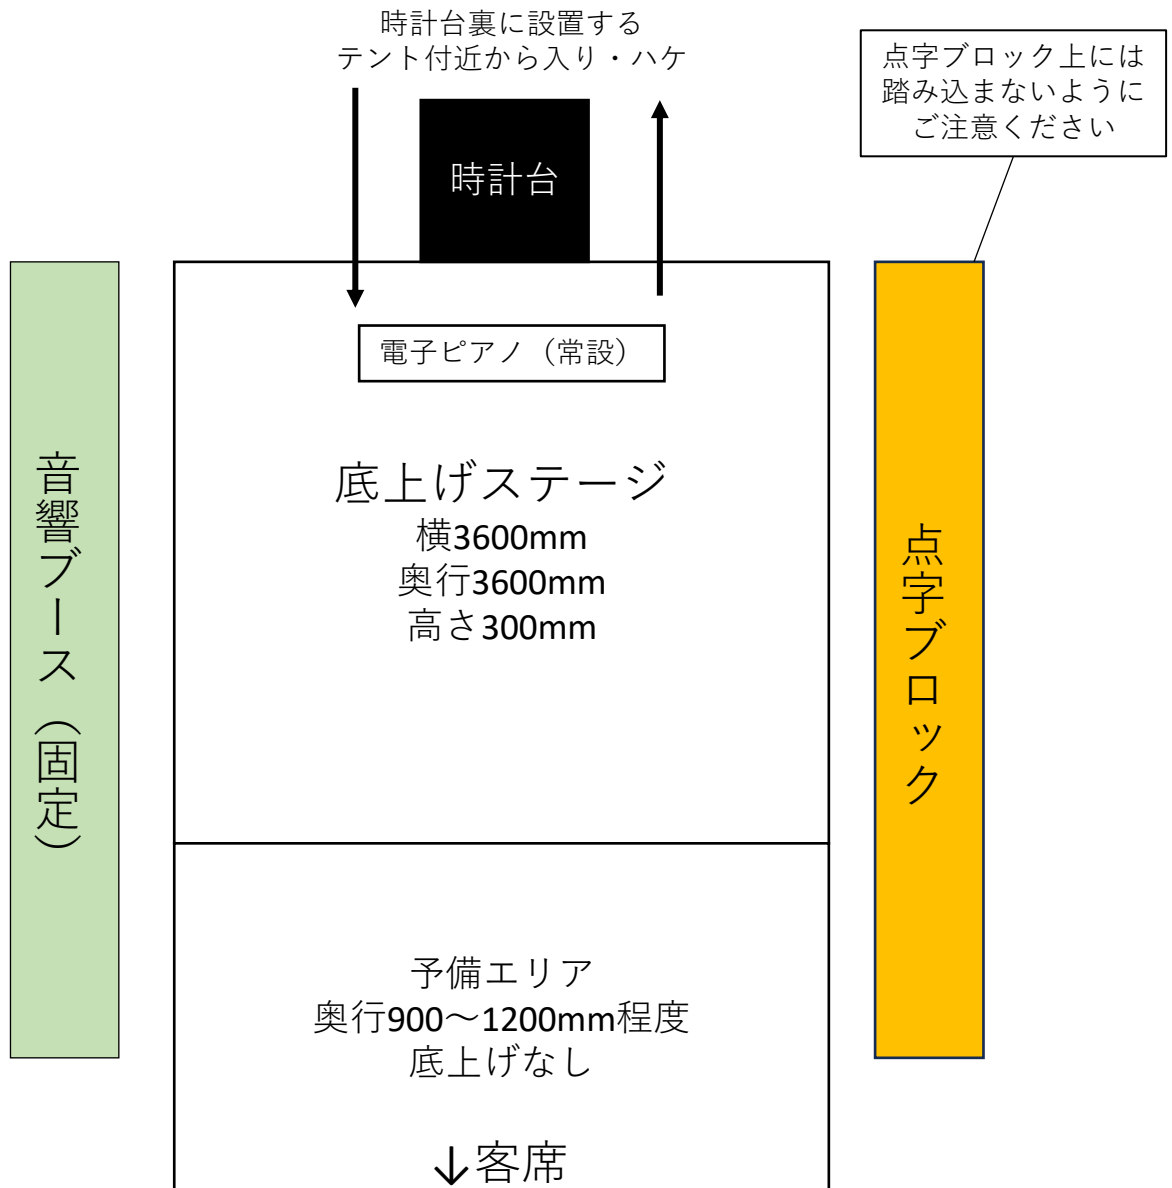 時計台裏に設置する
テント付近から入り・ハケ
点字ブロック上には
踏み込まないように
ご注意ください
時計台
電子ピアノ（常設）
底上げステージ
横3600mm
奥行3600mm
高さ300mm
音響ブース（固定）
点字ブロック
予備エリア
奥行900～1200mm程度
底上げなし
↓客席